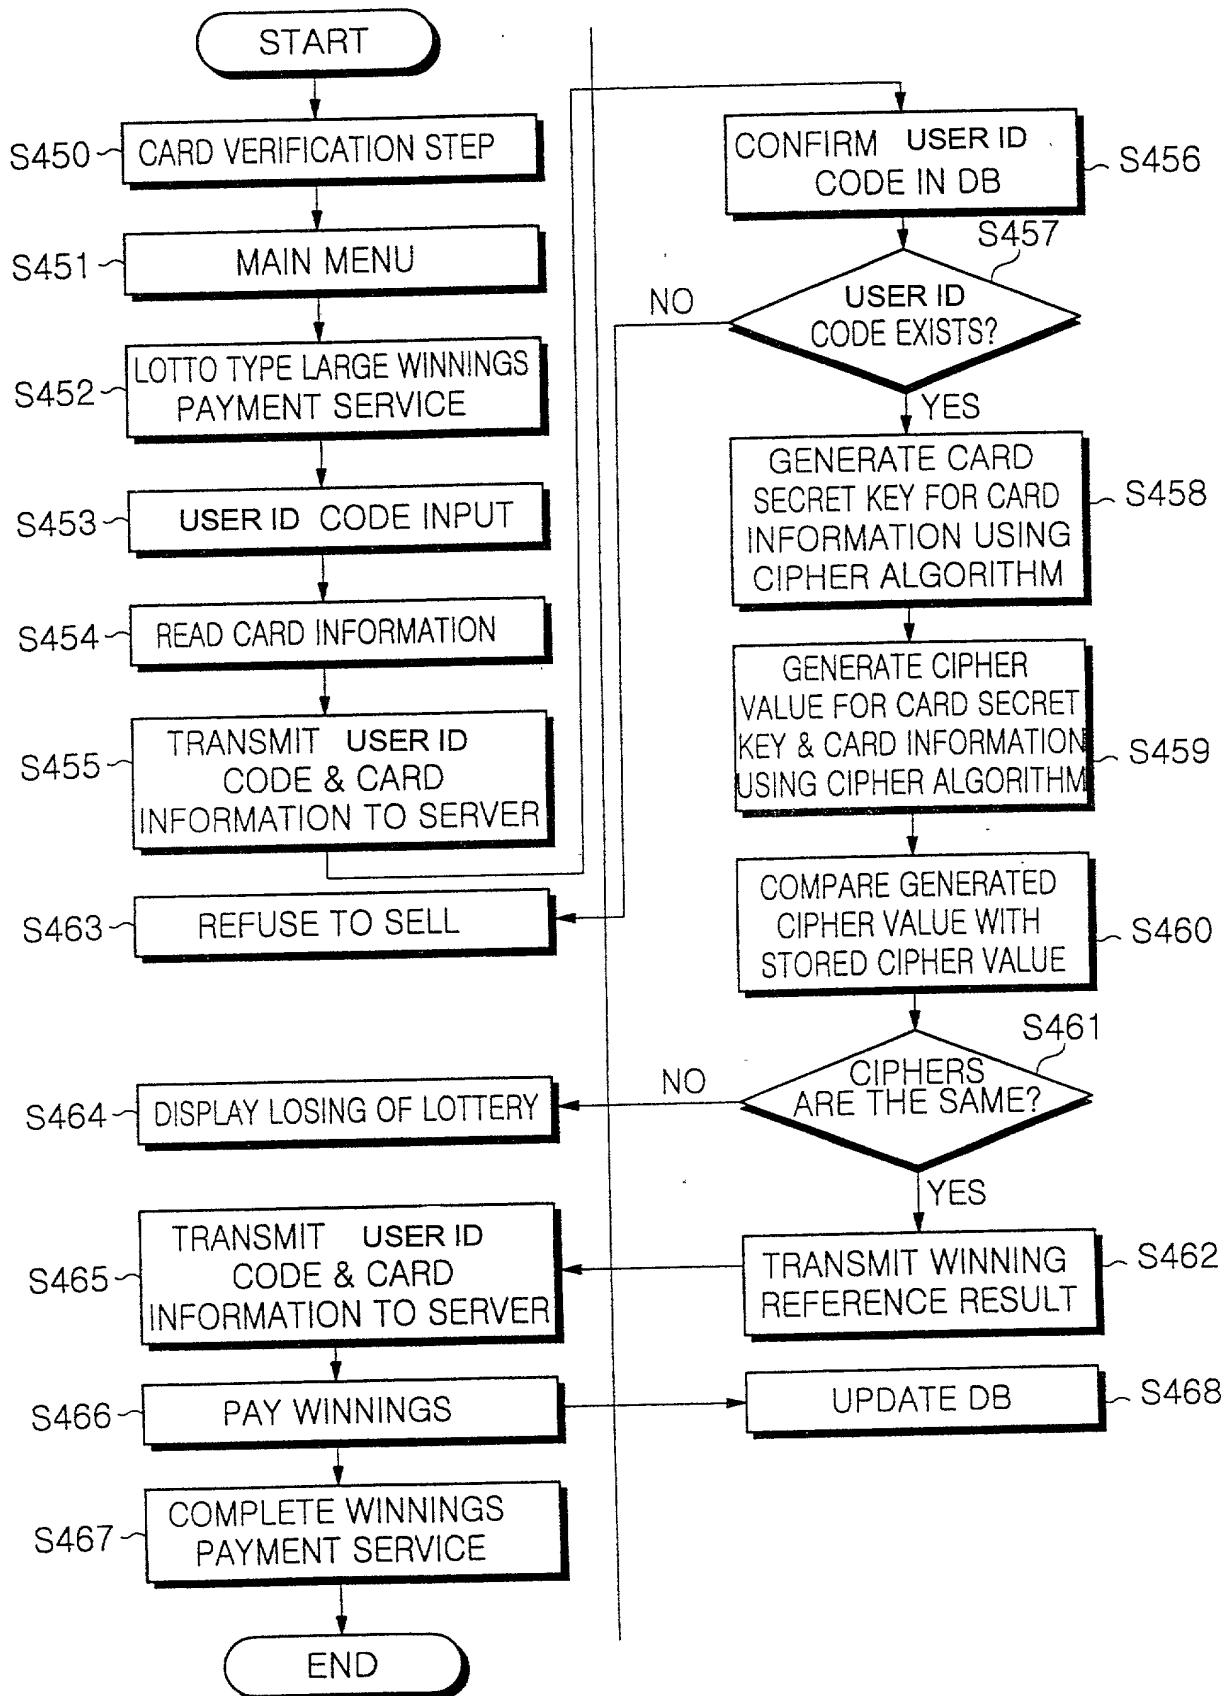 START
S450
CARD VERIFICATION STEP
S451
MAIN MENU
S452
LOTTO TYPE LARGE WINNINGS
PAYMENT SERVICE
S453
USER ID CODE INPUT
S454
READ CARD INFORMATION
S455
TRANSMIT USER ID
CODE & CARD
INFORMATION TO SERVER
S463
REFUSE TO SELL
S464
DISPLAY LOSING OF LOTTERY
S465
TRANSMIT USER ID
CODE & CARD
INFORMATION TO SERVER
S466
PAY WINNINGS
S467
COMPLETE WINNINGS
PAYMENT SERVICE
END
CONFIRM USER ID
CODE IN DB
S456
S457
NO
USER ID
CODE EXISTS?
YES
GENERATE CARD
SECRET KEY FOR CARD
INFORMATION USING
CIPHER ALGORITHM
S458
GENERATE CIPHER
VALUE FOR CARD SECRET
KEY & CARD INFORMATION
USING CIPHER ALGORITHM
S459
COMPARE GENERATED
CIPHER VALUE WITH
STORED CIPHER VALUE
S460
S461
NO
CIPHERS
ARE THE SAME?
YES
TRANSMIT WINNING
REFERENCE RESULT
S462
UPDATE DB
S468